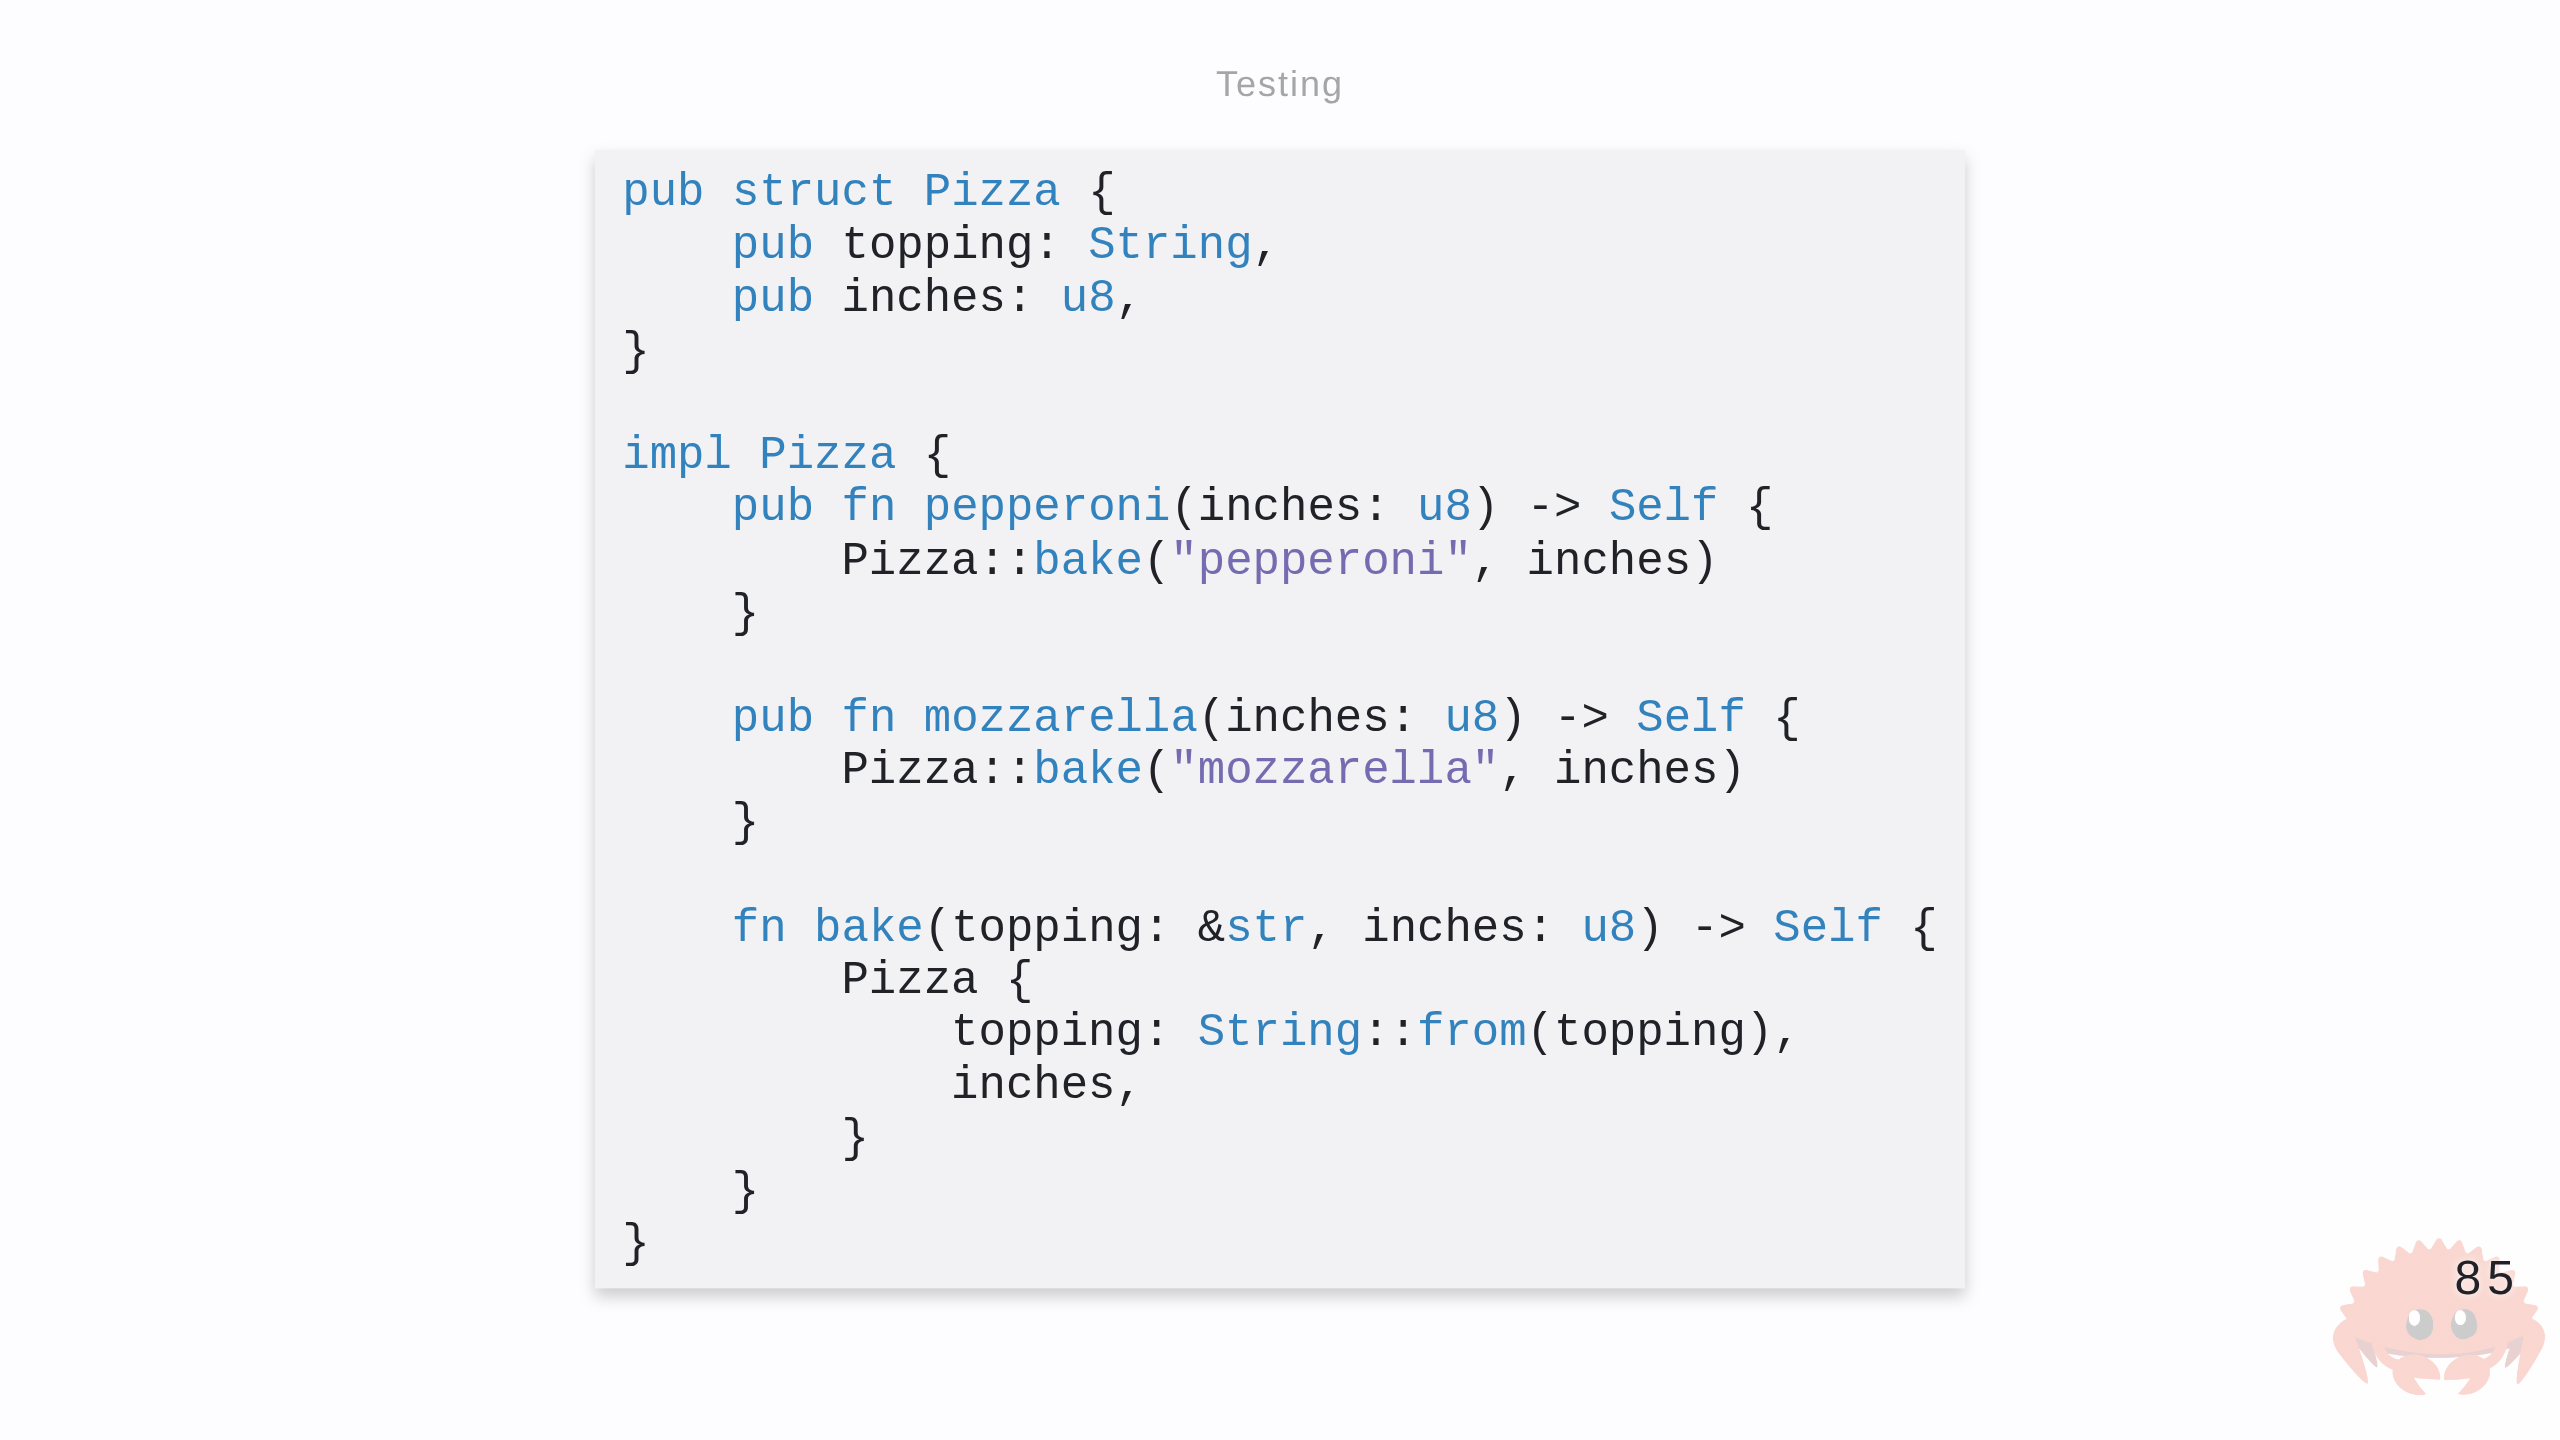 Testing
pub struct Pizza {
    pub topping: String,
    pub inches: u8,
}

impl Pizza {
    pub fn pepperoni(inches: u8) -> Self {
        Pizza::bake("pepperoni", inches)
    }

    pub fn mozzarella(inches: u8) -> Self {
        Pizza::bake("mozzarella", inches)
    }

    fn bake(topping: &str, inches: u8) -> Self {
        Pizza {
            topping: String::from(topping),
            inches,
        }
    }
}
85